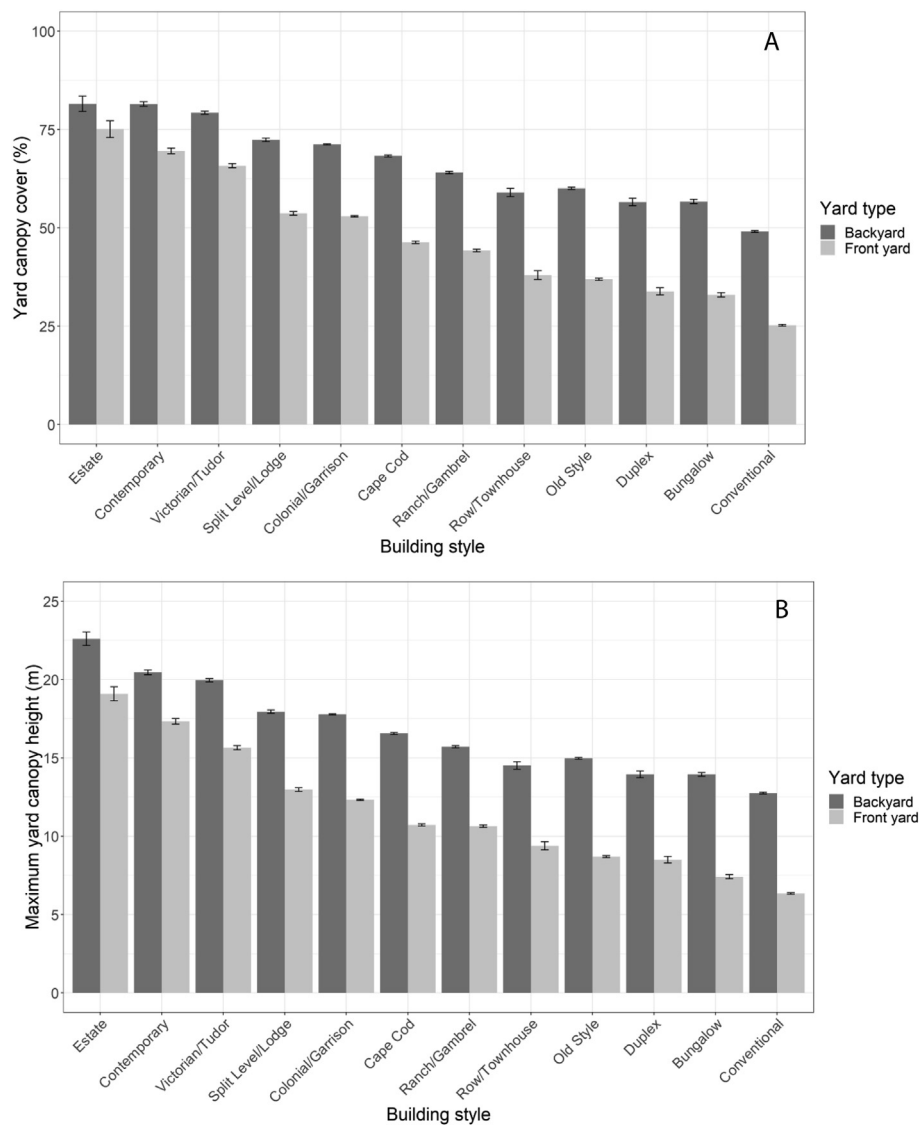 A
100
75
50
25
0
Yard canopy cover (%)
Yard type
Backyard
Front yard
Estate
Contemporary
Victorian/Tudor
Split Level/Lodge
Colonial/Garrison
Cape Cod
Ranch/Gambrel
Row/Townhouse
Old Style
Duplex
Bungalow
Conventional
Building style
B
25
20
15
10
5
0
Maximum yard canopy height (m)
Yard type
Backyard
Front yard
Estate
Contemporary
Victorian/Tudor
Split Level/Lodge
Colonial/Garrison
Cape Cod
Ranch/Gambrel
Row/Townhouse
Old Style
Duplex
Bungalow
Conventional
Building style